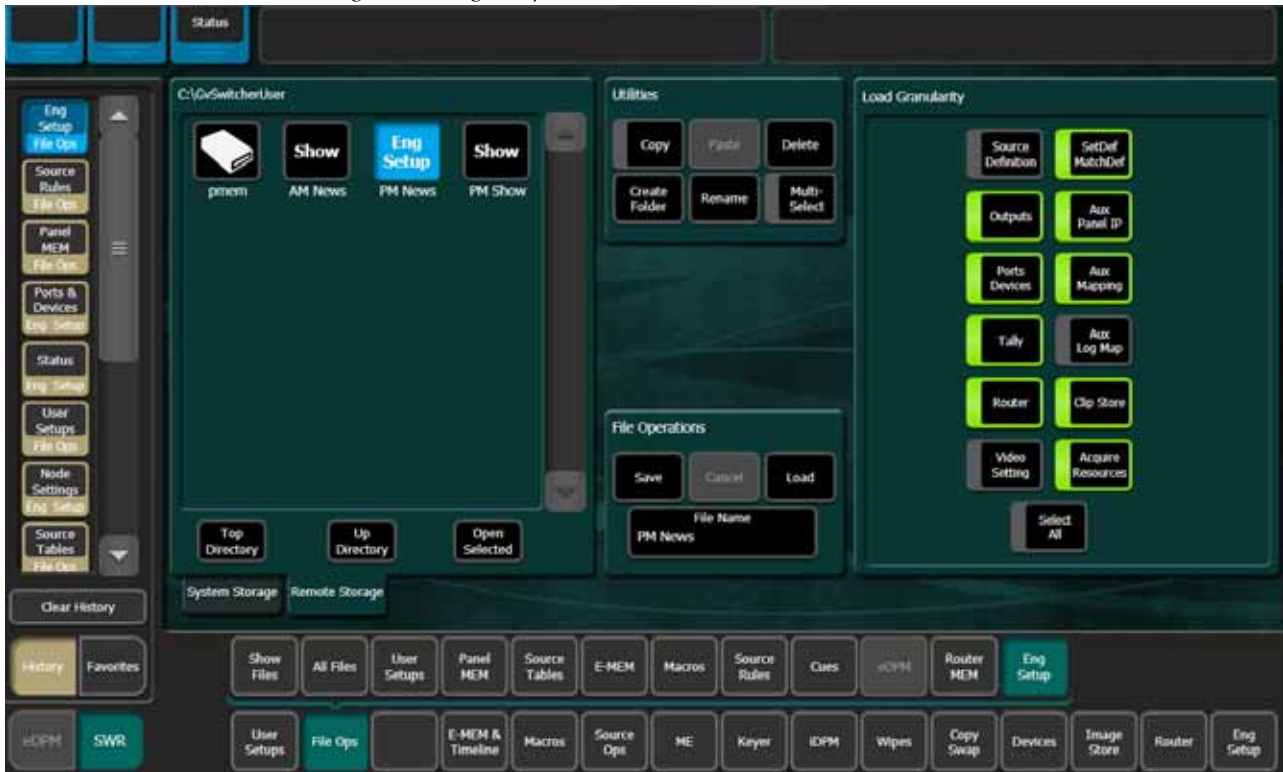 Status
Eng
Setup
File Ops
Source
Rules
File Ops
Panel
MEM
File Ops
Ports &
Devices
Eng Setup
Status
Eng Setup
User
Setups
File Ops
Node
Settings
Eng Setup
Source
Tables
File Ops
Clear History
History
Favorites
eDPM
SWR
C:\GvSwitcherUser
pmem
Show
AM News
Eng
Setup
PM News
Show
PM Show
Top
Directory
Up
Directory
Open
Selected
System Storage
Remote Storage
Utilities
Copy
Paste
Delete
Create
Folder
Rename
Multi-
Select
File Operations
Save
Cancel
Load
File Name
PM News
Load Granularity
Source
Definition
SetDef
MatchDef
Outputs
Aux
Panel IP
Ports
Devices
Aux
Mapping
Tally
Aux
Log Map
Router
Clip Store
Video
Setting
Acquire
Resources
Select
All
Show
Files
All Files
User
Setups
Panel
MEM
Source
Tables
E-MEM
Macros
Source
Rules
Cues
eDPM
Router
MEM
Eng
Setup
User
Setups
File Ops
E-MEM &
Timeline
Macros
Source
Ops
ME
Keyer
iDPM
Wipes
Copy
Swap
Devices
Image
Store
Router
Eng
Setup